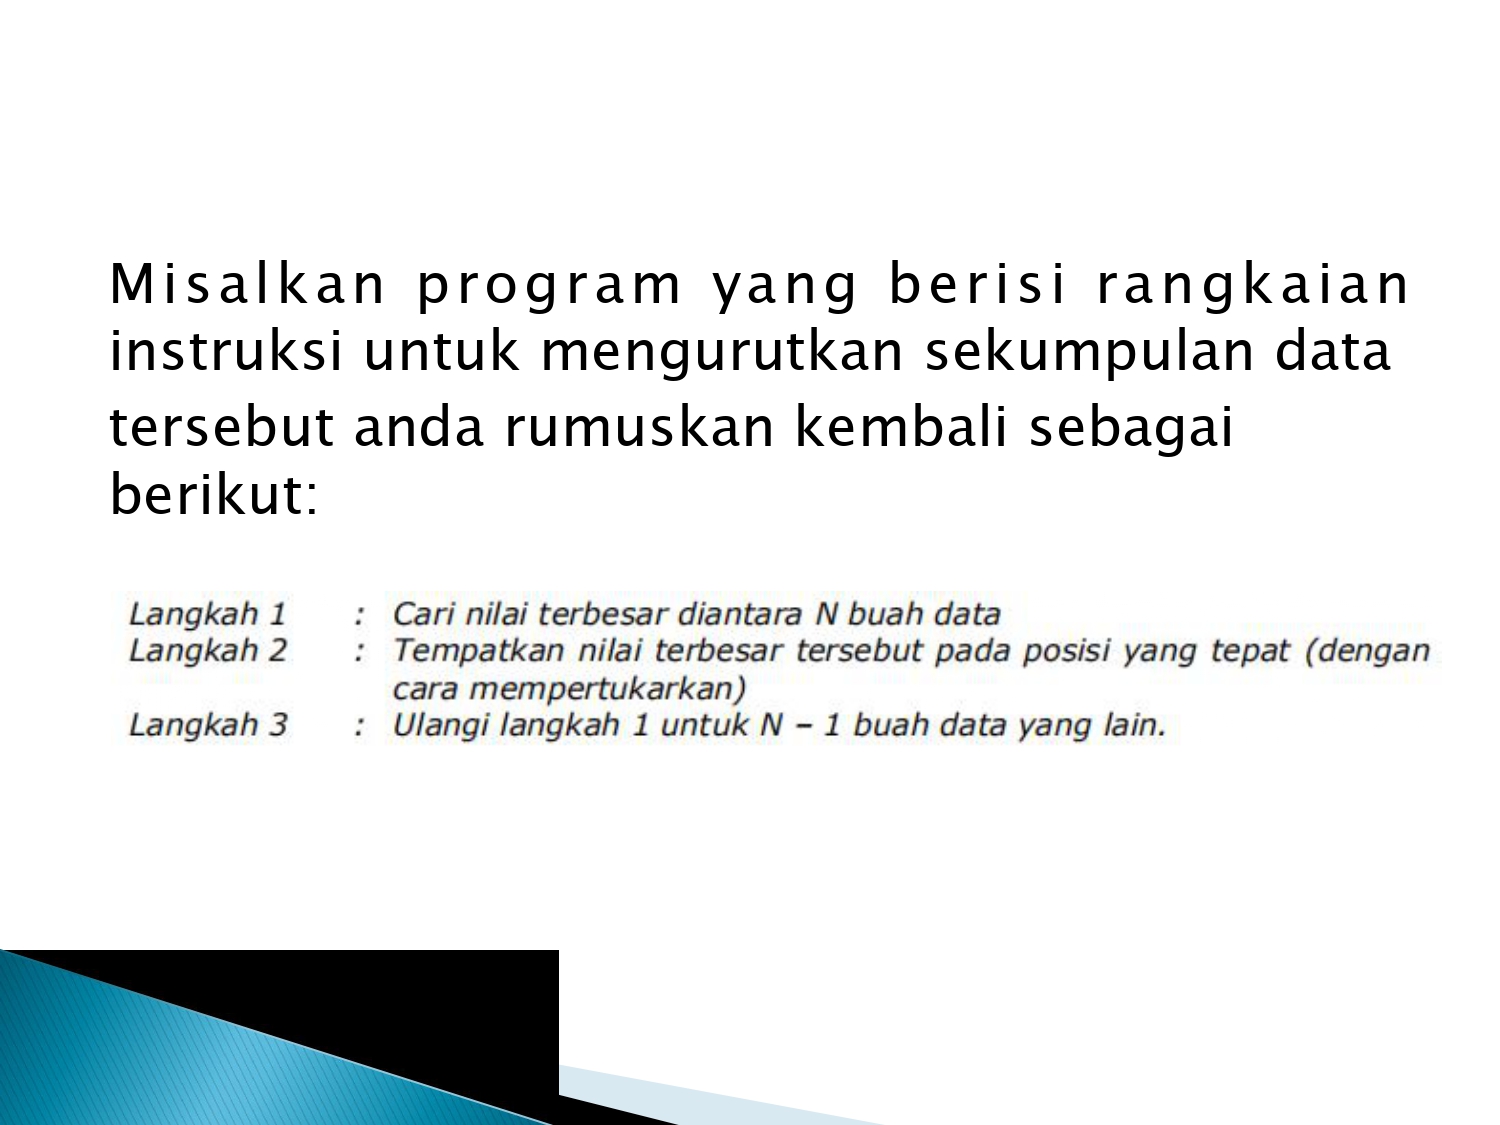 Misalkan program yang berisi rangkaian
instruksi untuk mengurutkan sekumpulan data
tersebut anda rumuskan kembali sebagai
berikut:
Langkah 1 : Cari nilai terbesar diantara N buah data
Langkah 2 : Tempatkan nilai terbesar tersebut pada posisi yang tepat (dengan
cara mempertukarkan)
Langkah 3 : Ulangi langkah 1 untuk N – 1 buah data yang lain.